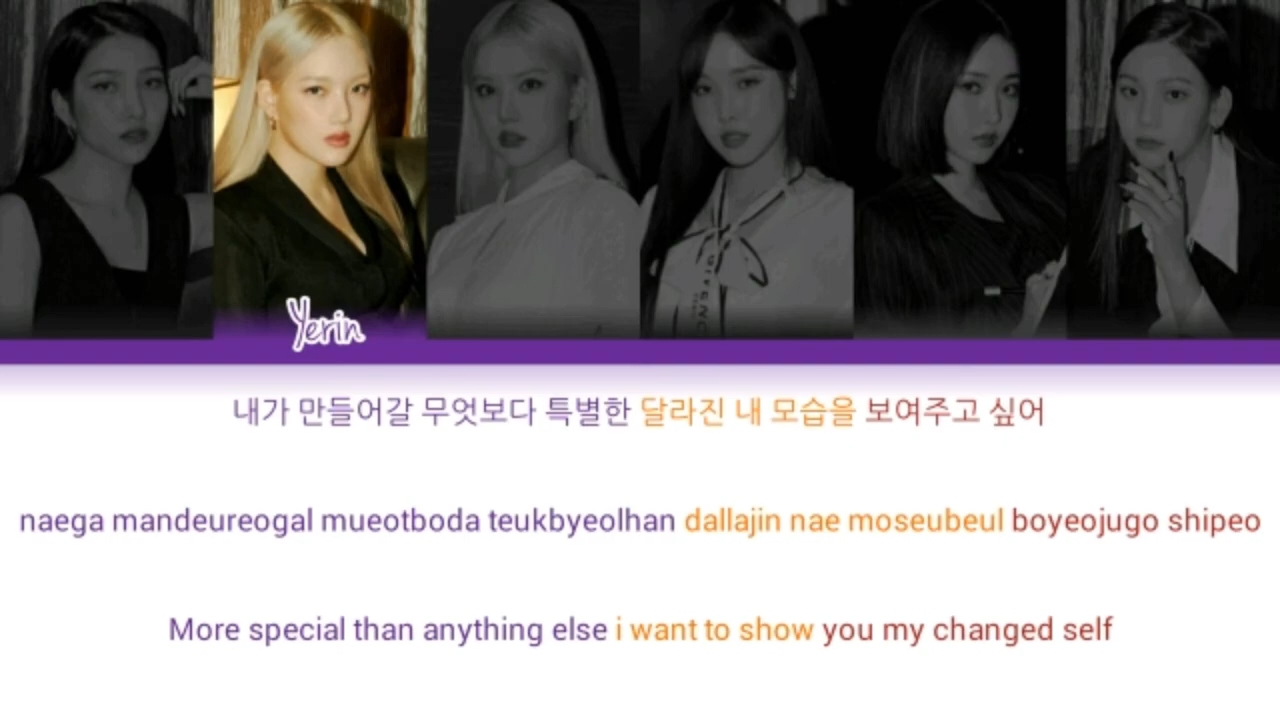 Yerin
내가 만들어갈 무엇보다 특별한 달라진 내 모습을 보여주고 싶어
naega mandeureogal mueotboda teukbyeolhan dallajin nae moseubeul boyeojugo shipeo
More special than anything else i want to show you my changed self